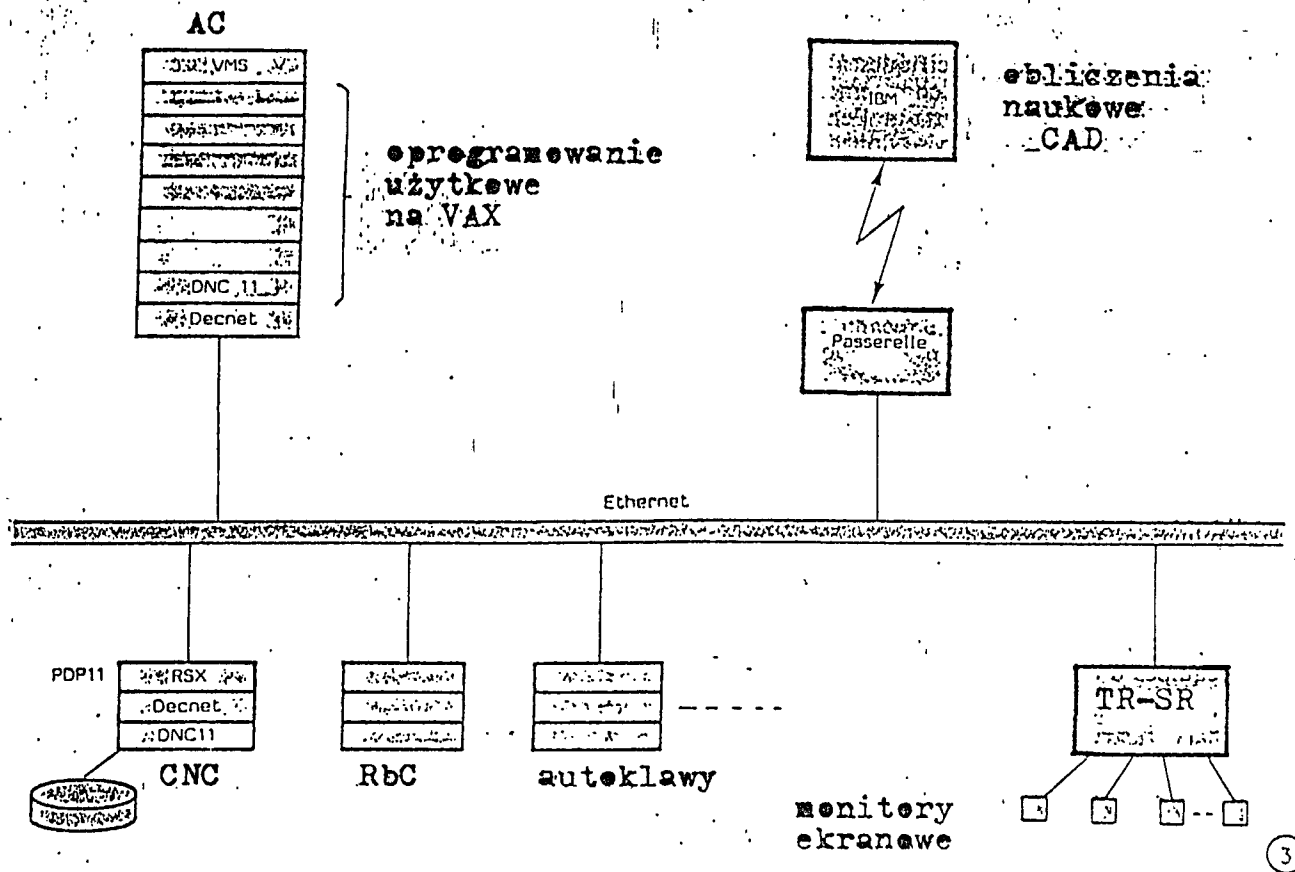 AC
VMS
DNC 11
Decnet
oprogramowanie
użytkowe
na VAX
IBM
obliczenia
naukowe
CAD
Passerelle
Ethernet
PDP11
RSX
Decnet
DNC11
CNC
RbC
autoklawy
TR-SR
monitory
ekranowe
3